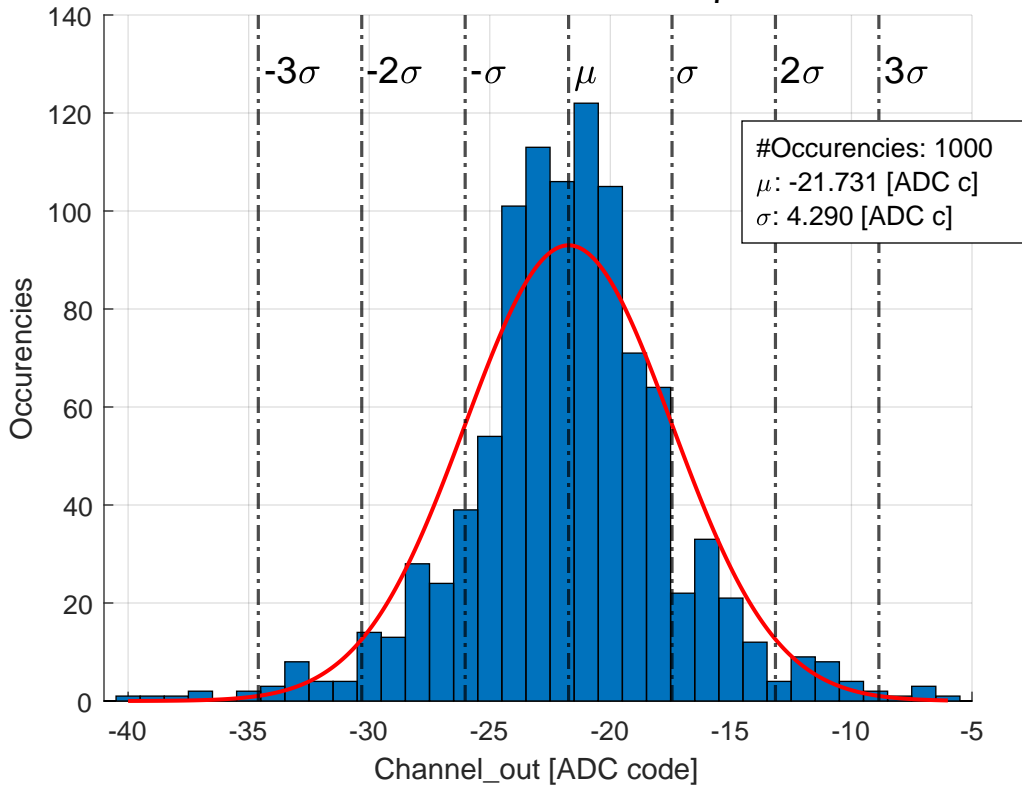 140
120
100
80
60
40
20
0
-3σ -2σ -σ μ σ 2σ 3σ
#Occurencies: 1000
μ: -21.731 [ADC c]
σ: 4.290 [ADC c]
Occurencies
-40 -35 -30 -25 -20 -15 -10 -5
Channel_out [ADC code]